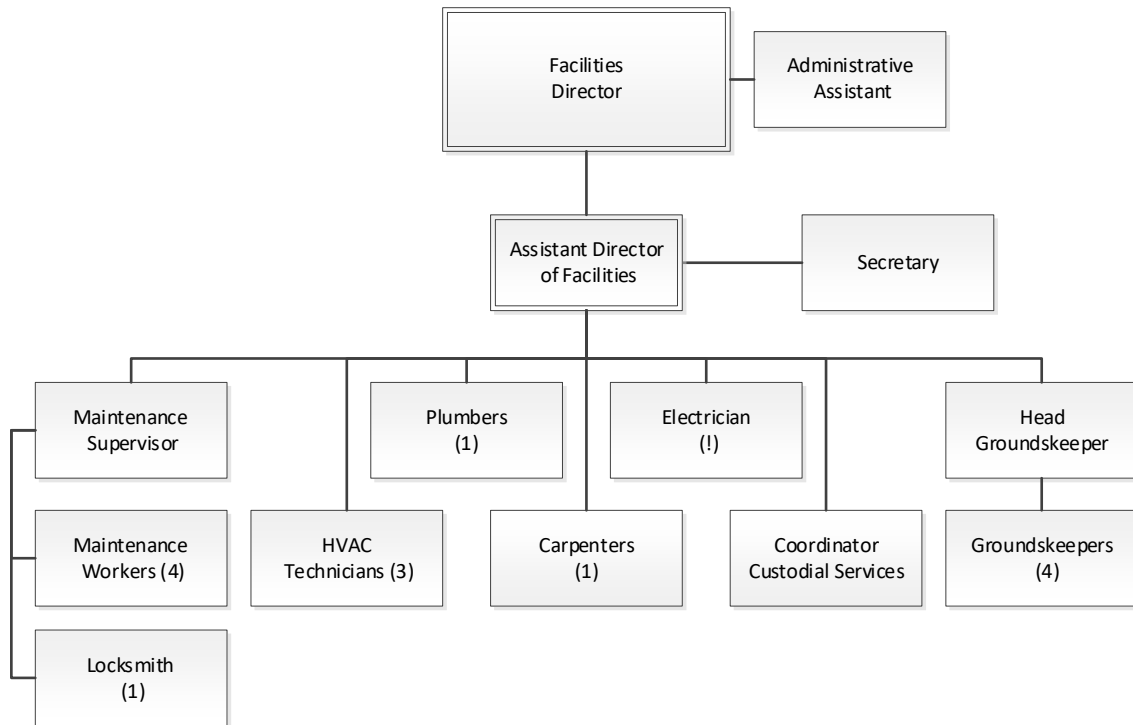 Facilities
Director
Administrative
Assistant
Assistant Director
of Facilities
Secretary
Maintenance
Supervisor
Plumbers
(1)
Electrician
(!)
Head
Groundskeeper
Maintenance
Workers (4)
HVAC
Technicians (3)
Carpenters
(1)
Coordinator
Custodial Services
Groundskeepers
(4)
Locksmith
(1)